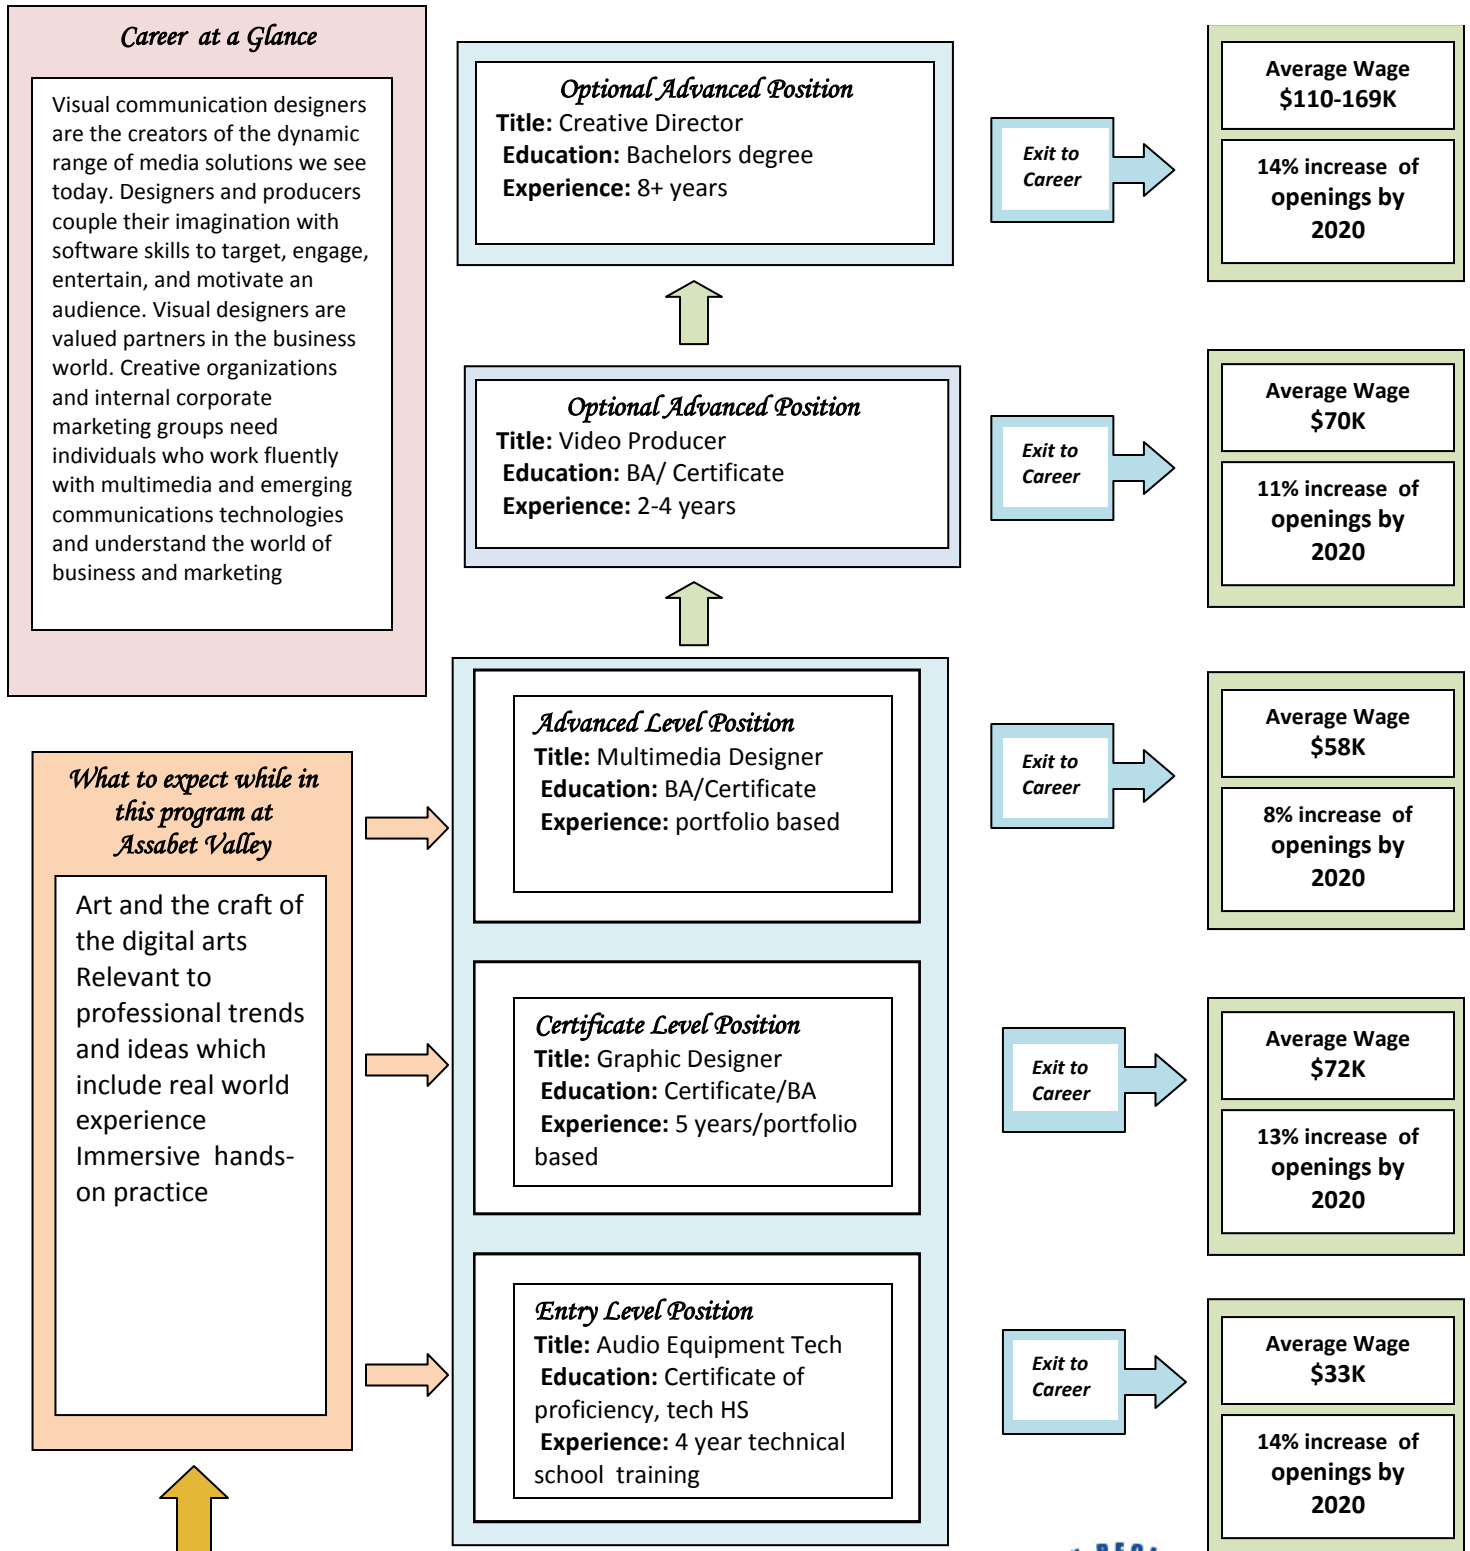 Career at a Glance
Visual communication designers
are the creators of the dynamic
range of media solutions we see
today. Designers and producers
couple their imagination with
software skills to target, engage,
entertain, and motivate an
audience. Visual designers are
valued partners in the business
world. Creative organizations
and internal corporate
marketing groups need
individuals who work fluently
with multimedia and emerging
communications technologies
and understand the world of
business and marketing
What to expect while in
this program at
Assabet Valley
Art and the craft of
the digital arts
Relevant to
professional trends
and ideas which
include real world
experience
Immersive hands-
on practice
Optional Advanced Position
Title: Creative Director
Education: Bachelors degree
Experience: 8+ years
Exit to
Career
Average Wage
$110-169K
14% increase of
openings by
2020
Optional Advanced Position
Title: Video Producer
Education: BA/ Certificate
Experience: 2-4 years
Exit to
Career
Average Wage
$70K
11% increase of
openings by
2020
Advanced Level Position
Title: Multimedia Designer
Education: BA/Certificate
Experience: portfolio based
Exit to
Career
Average Wage
$58K
8% increase of
openings by
2020
Certificate Level Position
Title: Graphic Designer
Education: Certificate/BA
Experience: 5 years/portfolio
based
Exit to
Career
Average Wage
$72K
13% increase of
openings by
2020
Entry Level Position
Title: Audio Equipment Tech
Education: Certificate of
proficiency, tech HS
Experience: 4 year technical
school training
Exit to
Career
Average Wage
$33K
14% increase of
openings by
2020